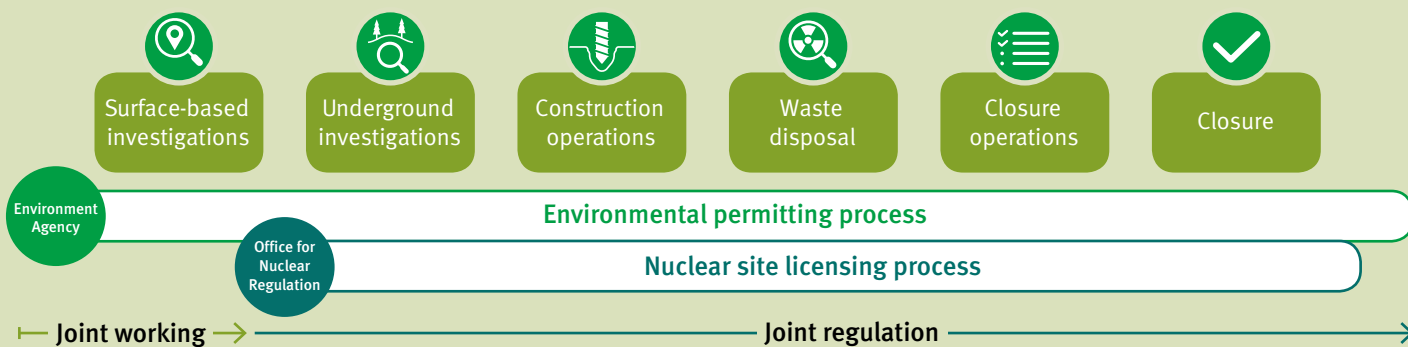 Surface-based
investigations
Underground
investigations
Construction
operations
Waste
disposal
Closure
operations
Closure
Environment
Agency
Environmental permitting process
Office for
Nuclear
Regulation
Nuclear site licensing process
Joint working
Joint regulation